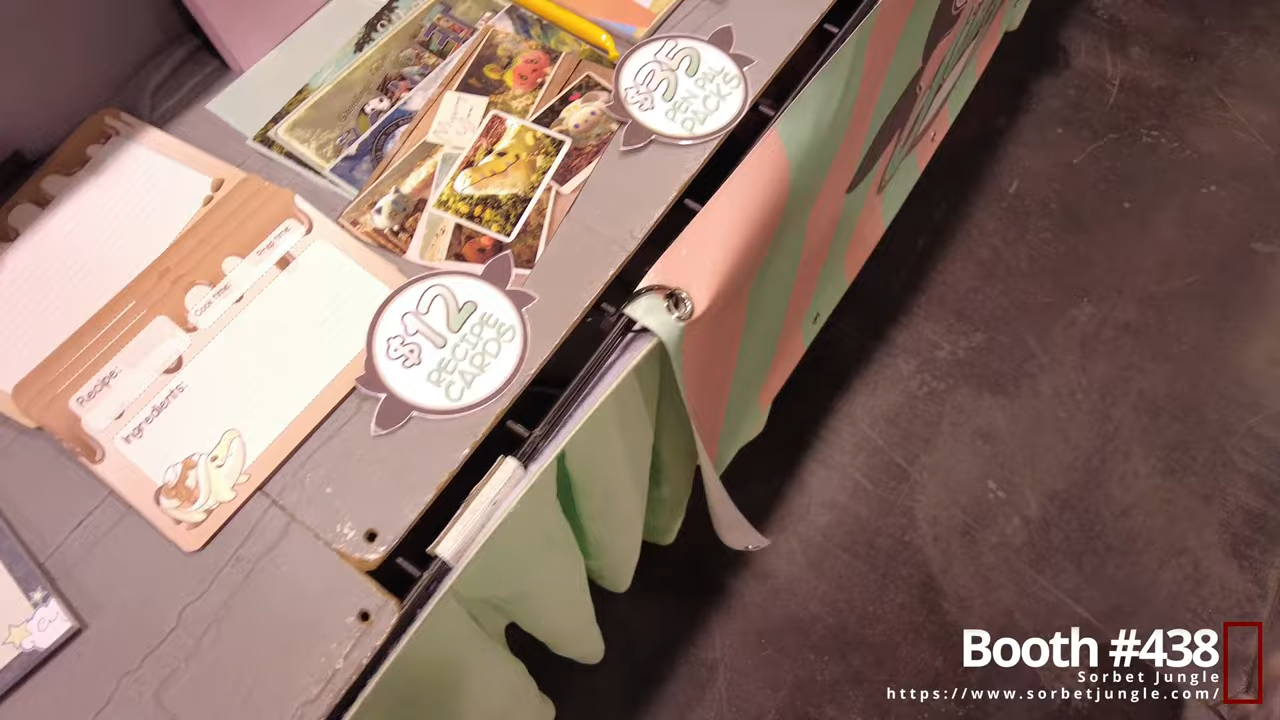 $35
PEN PAL
PACKS
$12
RECIPE
CARDS
Prep Time:
Cook Time:
Recipe:
Ingredients:
Booth #438
Sorbet Jungle
https://www.sorbetjungle.com/